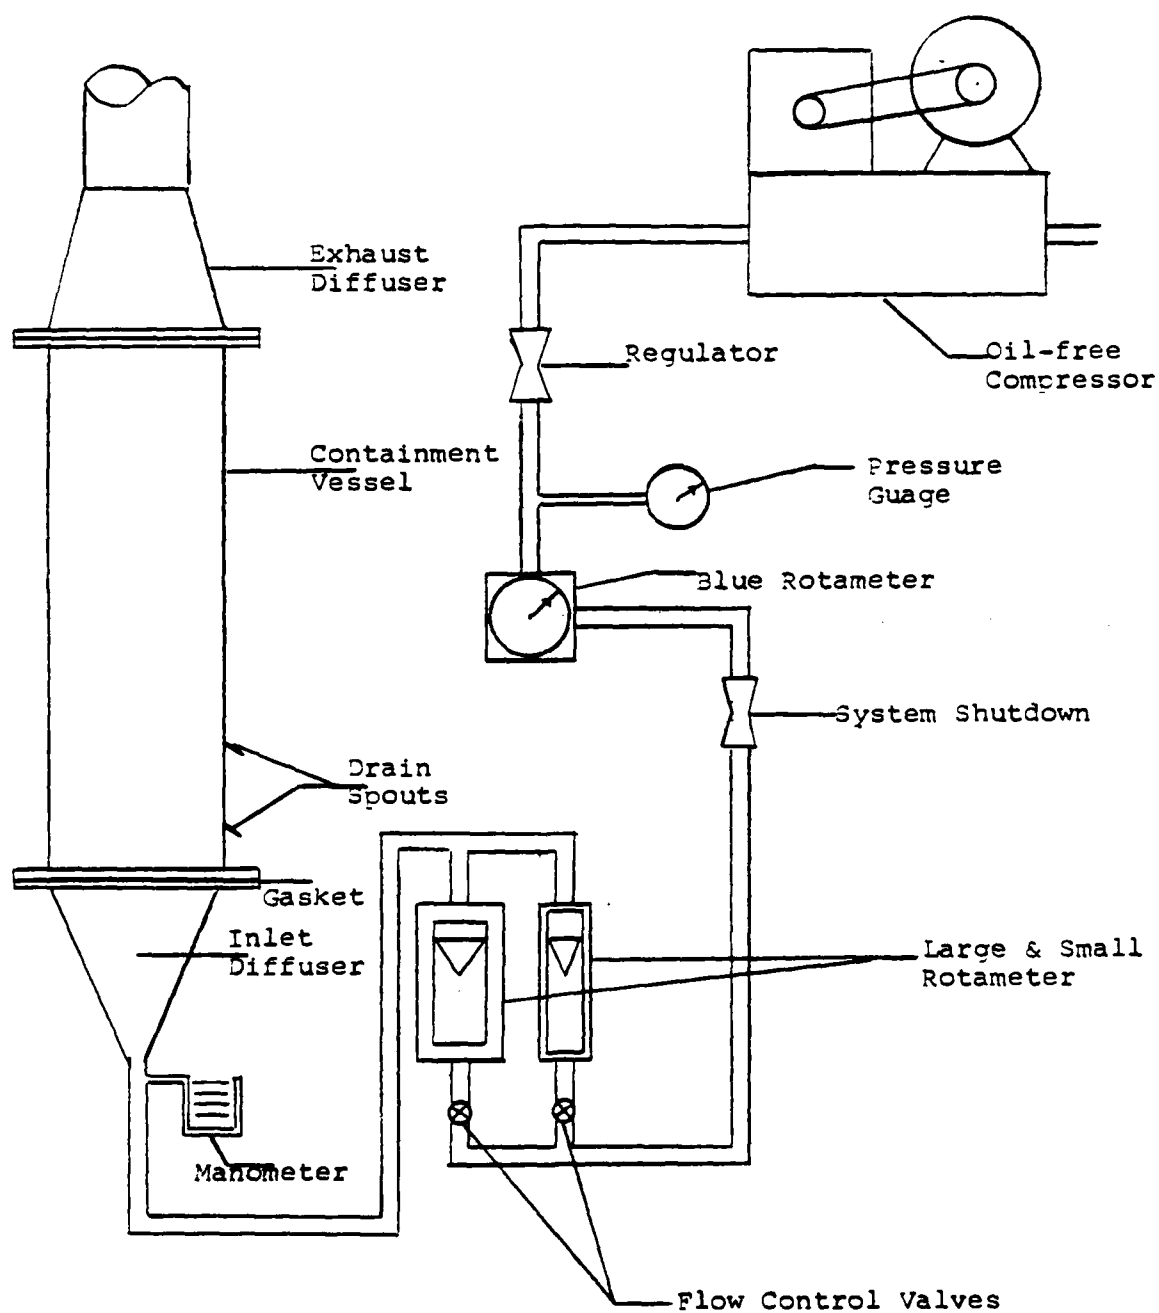 Exhaust
Diffuser
Regulator
Oil-free
Compressor
Containment
Vessel
Pressure
Guage
Blue Rotameter
System Shutdown
Drain
Spouts
Gasket
Inlet
Diffuser
Large & Small
Rotameter
Manometer
Flow Control Valves